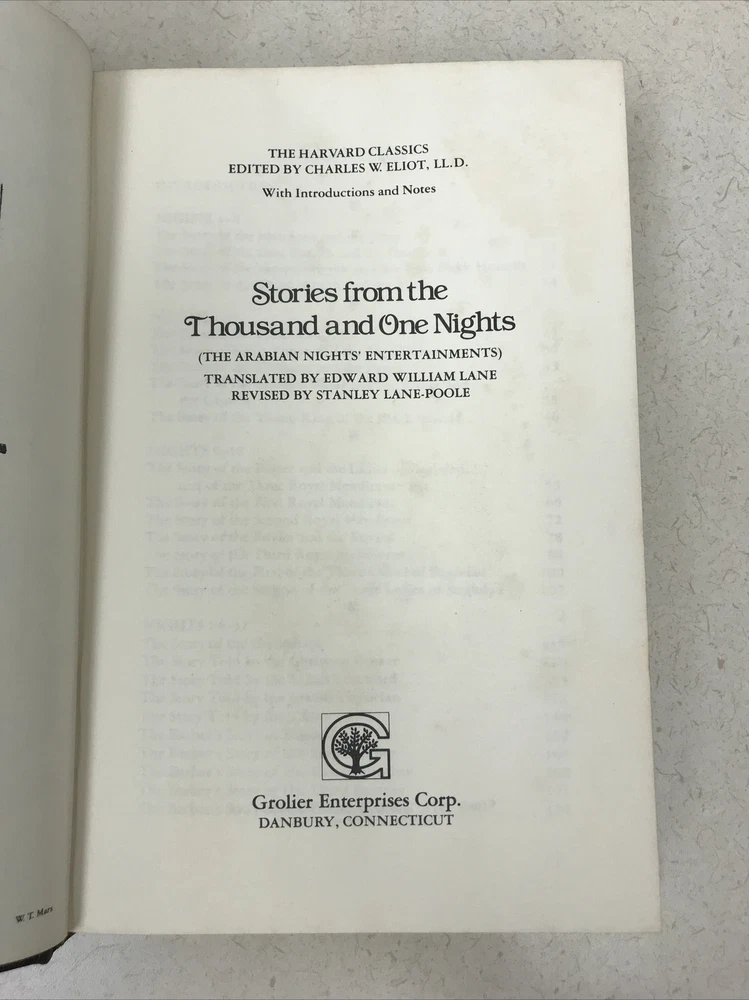 THE HARVARD CLASSICS
EDITED BY CHARLES W. ELIOT, LL.D.
With Introductions and Notes
Stories from the
Thousand and One Nights
(THE ARABIAN NIGHTS' ENTERTAINMENTS)
TRANSLATED BY EDWARD WILLIAM LANE
REVISED BY STANLEY LANE-POOLE
G
Grolier Enterprises Corp.
DANBURY, CONNECTICUT
W. T. Mars